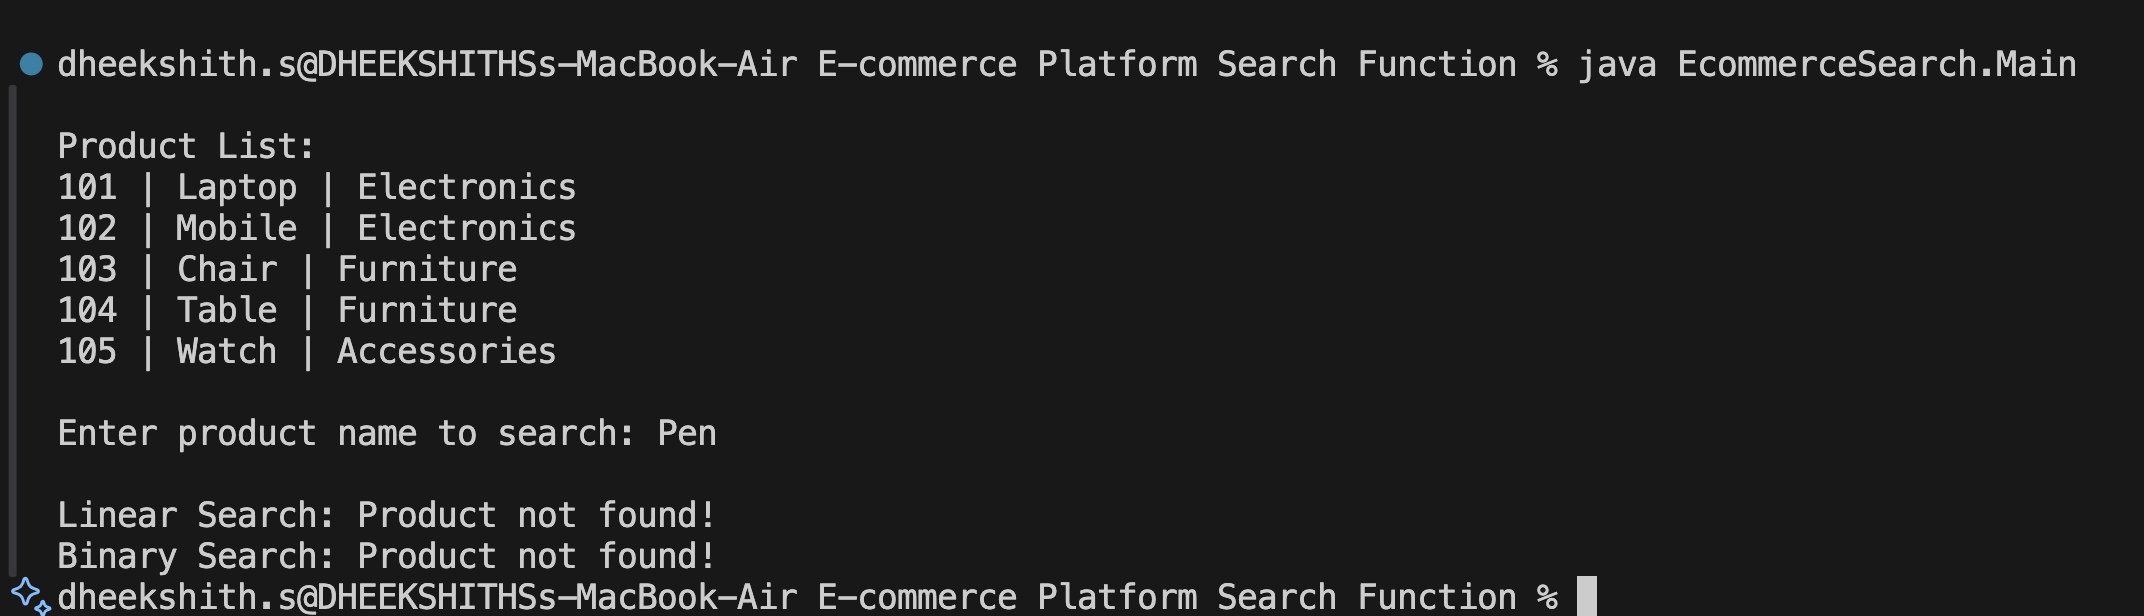 dheekshith.s@DHEEKSHITHSs-MacBook-Air E-commerce Platform Search Function % java EcommerceSearch.Main
Product List:
101 | Laptop | Electronics
102 | Mobile | Electronics
103 | Chair | Furniture
104 | Table | Furniture
105 | Watch | Accessories
Enter product name to search: Pen
Linear Search: Product not found!
Binary Search: Product not found!
dheekshith.s@DHEEKSHITHSs-MacBook-Air E-commerce Platform Search Function %